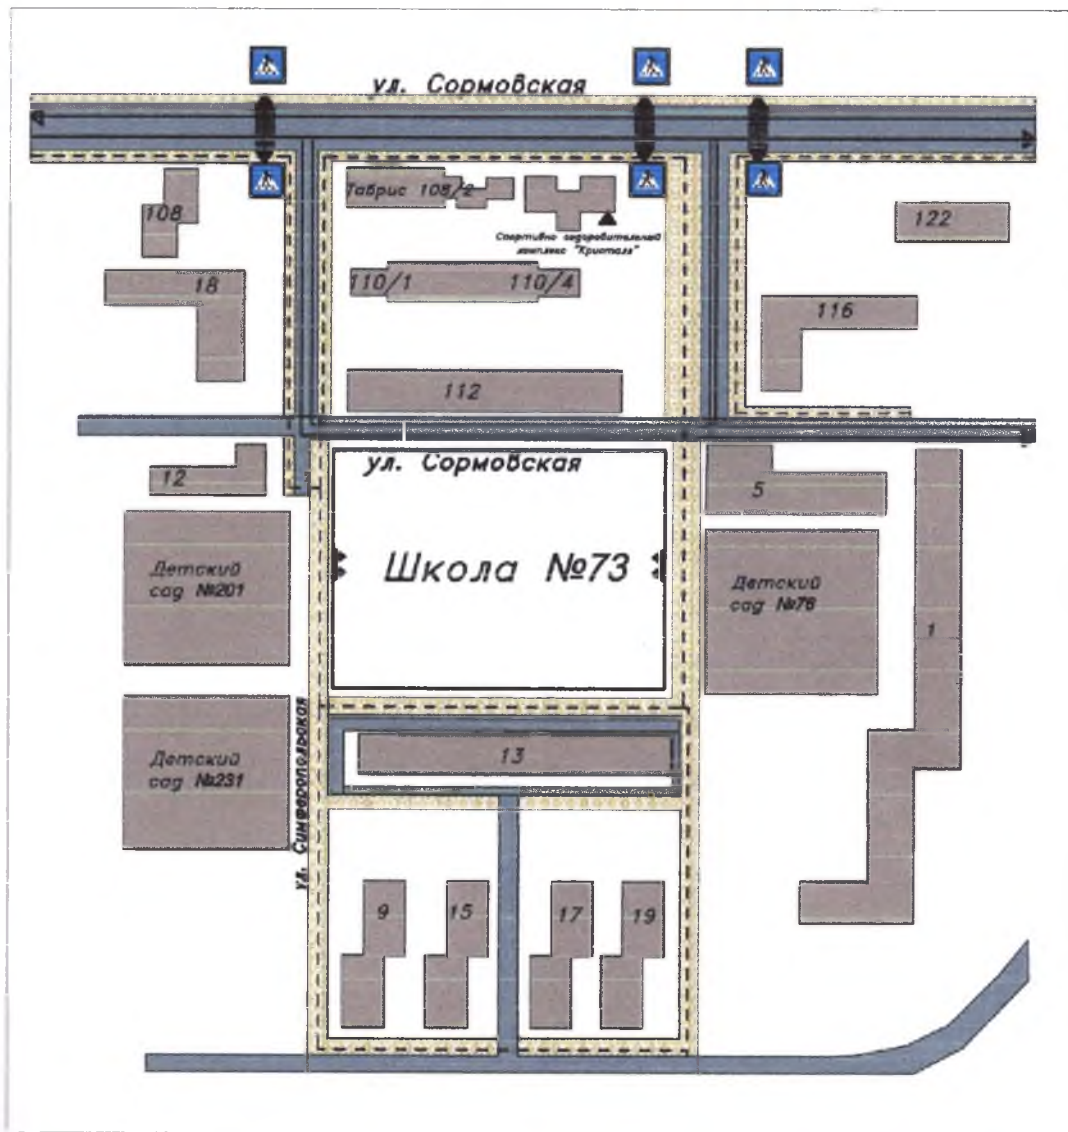 ул. Сормовская
Табрис 108/2
108
122
Спортивно оздоровительный
комплекс "Кристалл"
18
110/1
110/4
116
112
ул. Сормовская
12
5
Школа №73
Детский
сад №201
Детский
сад №76
1
ул. Симферопольская
Детский
сад №231
13
9
15
17
19